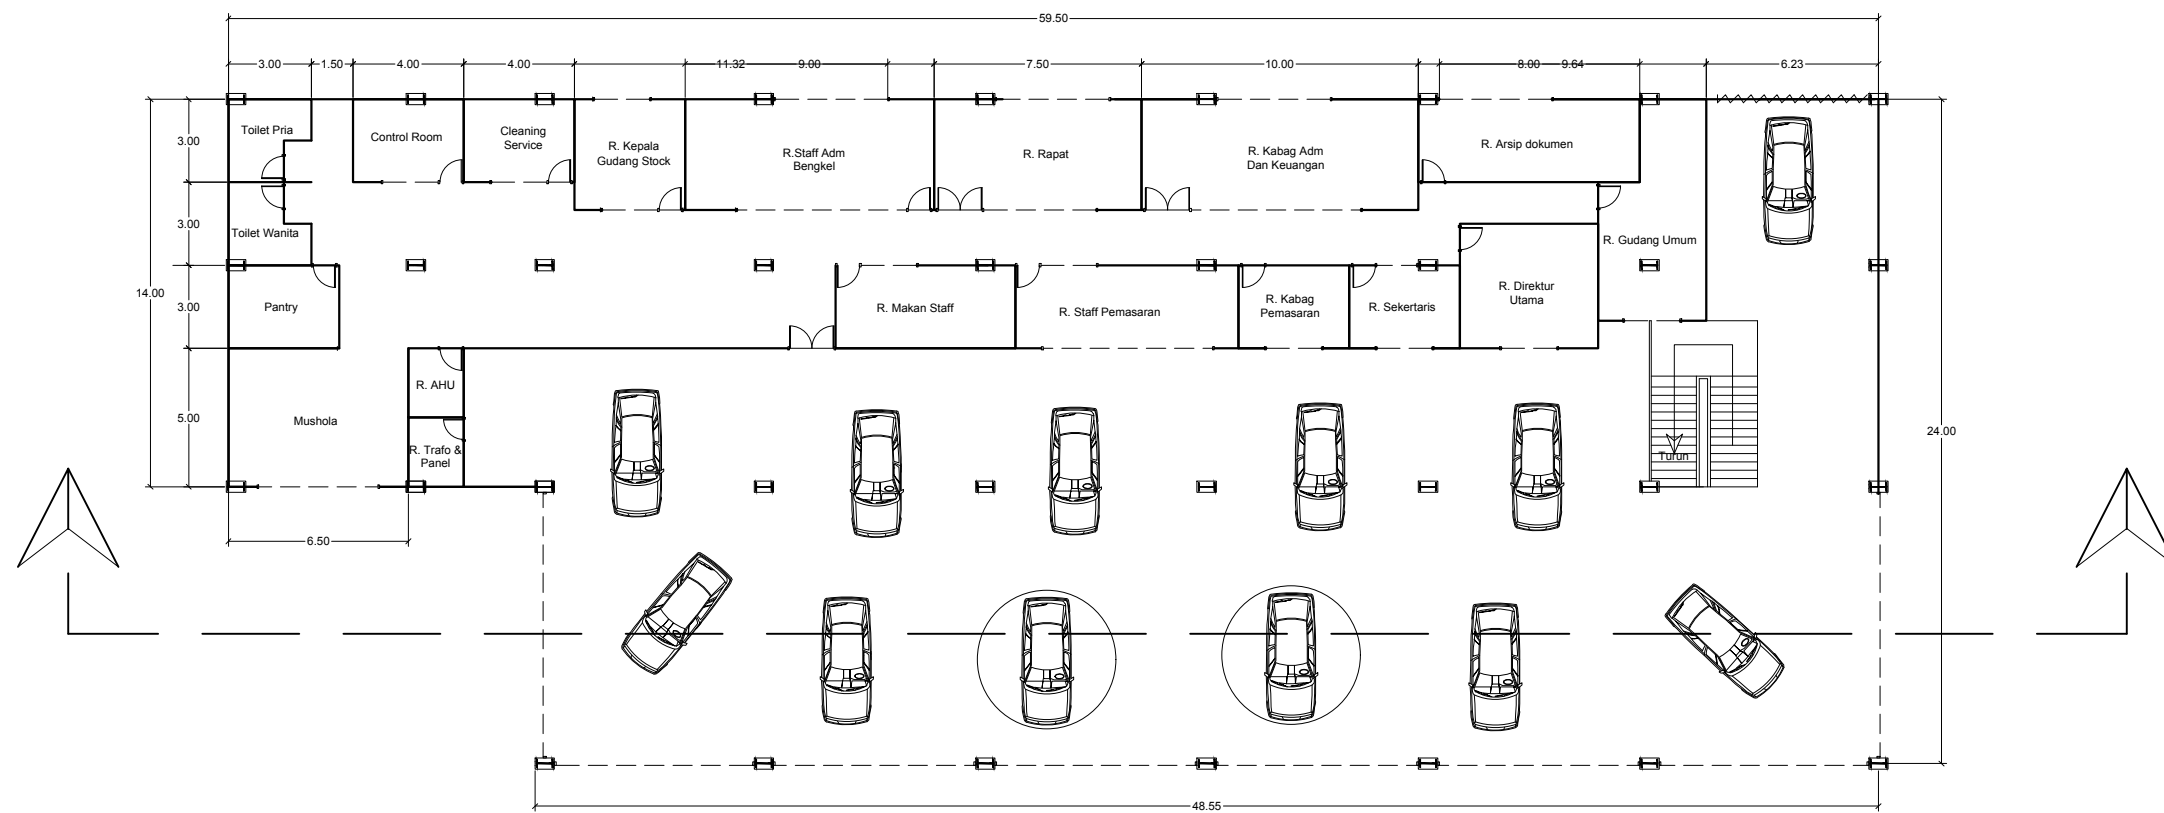 59.50
3.00 1.50 4.00 4.00 11.32 9.00 7.50 10.00 8.00 9.64 6.23
Toilet Pria
Control Room
Cleaning
Service
R. Kepala
Gudang Stock
R.Staff Adm
Bengkel
R. Rapat
R. Kabag Adm
Dan Keuangan
R. Arsip dokumen
3.00
3.00
Toilet Wanita
R. Gudang Umum
14.00
3.00
Pantry
R. Makan Staff
R. Staff Pemasaran
R. Kabag
Pemasaran
R. Sekertaris
R. Direktur
Utama
R. AHU
5.00
Mushola
R. Trafo &
Panel
Turun
24.00
6.50
48.55